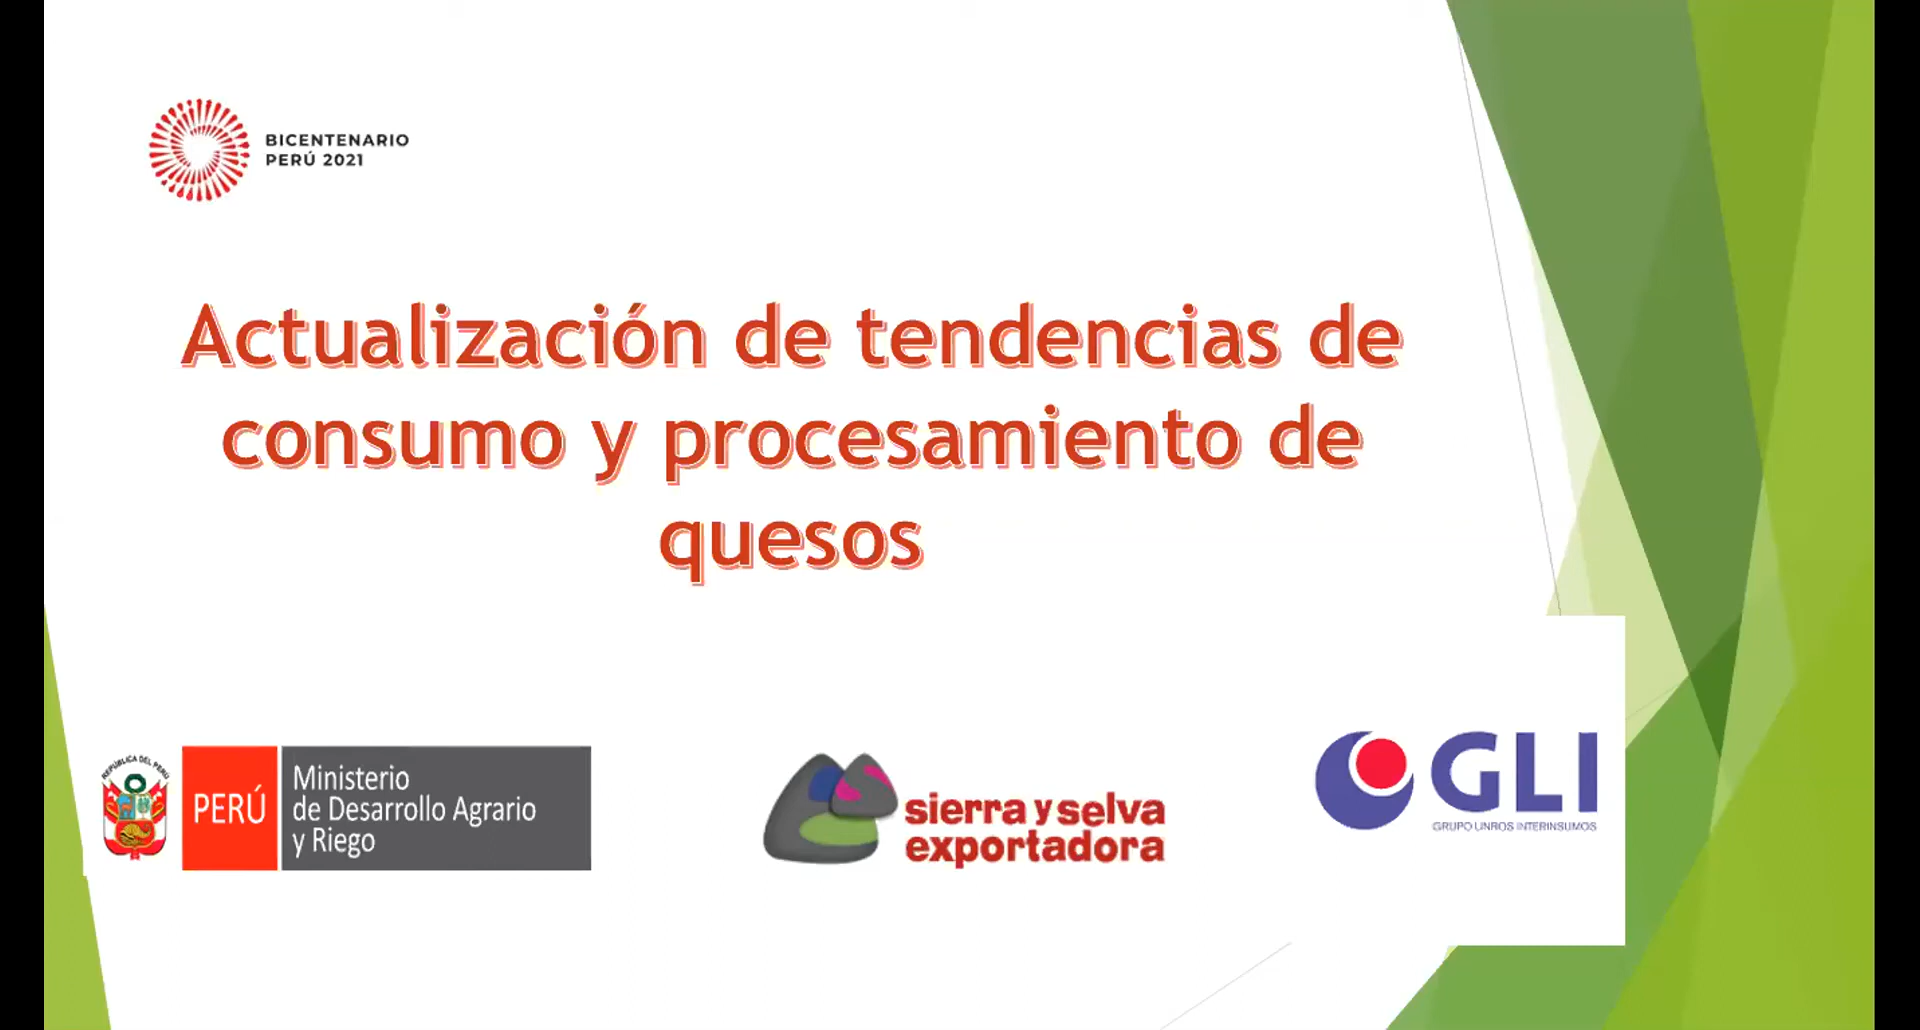 BICENTENARIO
PERÚ 2021
Actualización de tendencias de
consumo y procesamiento de
quesos
REPÚBLICA DEL PERÚ
PERÚ
Ministerio
de Desarrollo Agrario
y Riego
sierra y selva
exportadora
GLI
GRUPO UNROS INTERINSUMOS